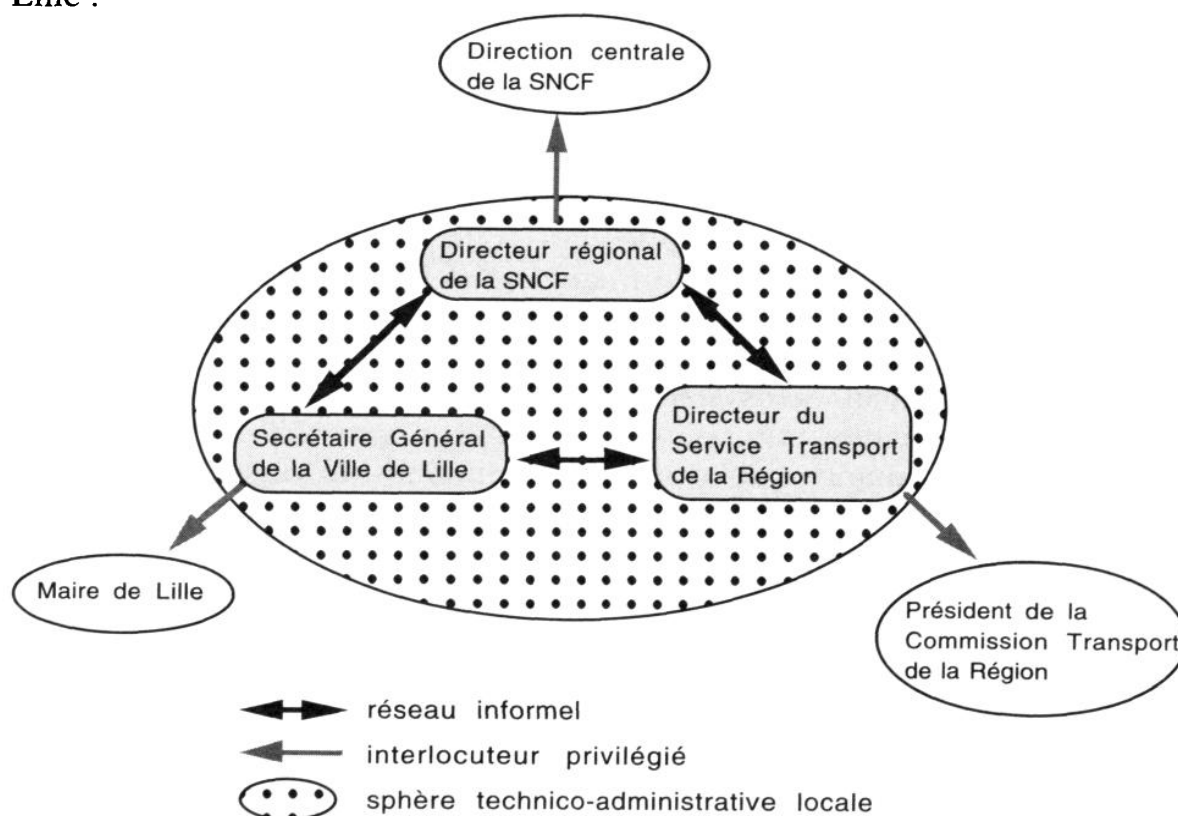 Lille :
Direction centrale
de la SNCF
Directeur régional
de la SNCF
Secrétaire Général
de la Ville de Lille
Directeur du
Service Transport
de la Région
Maire de Lille
Président de la
Commission Transport
de la Région
réseau informel
interlocuteur privilégié
sphère technico-administrative locale